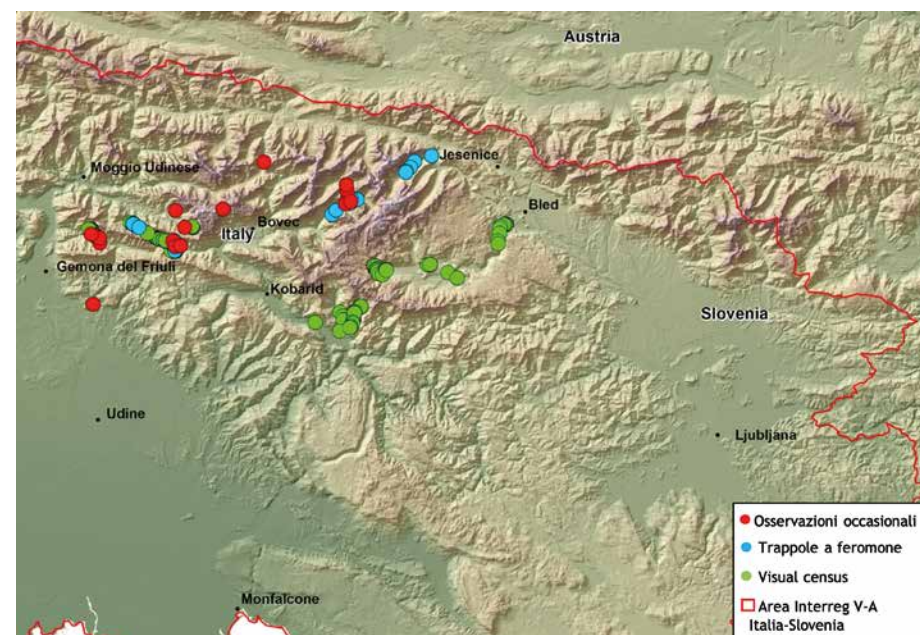 Austria
Jesenice
Moggio Udinese
Bled
Bovec
Italy
Gemona del Friuli
Kobarid
Slovenia
Udine
Ljubljana
Monfalcone
Osservazioni occasionali
Trappole a feromone
Visual census
Area Interreg V-A
Italia-Slovenia